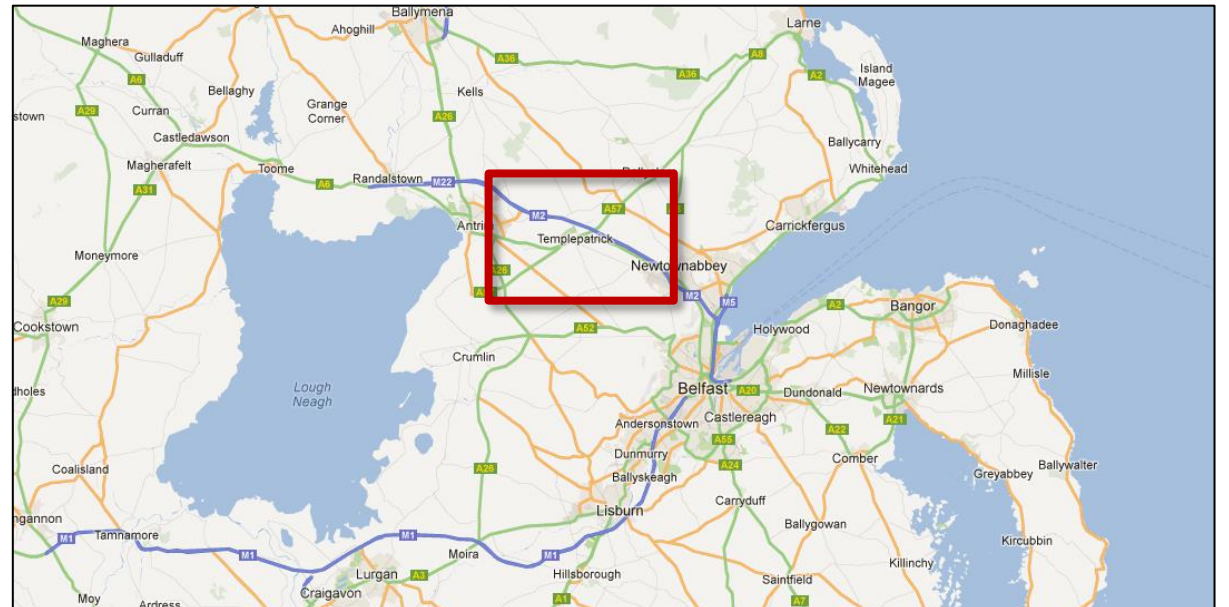 Ballymena
Larne
Ahoghill
Maghera
Gulladuff
A8
A36
A36
A2
Island
Magee
A6
Bellaghy
Kells
A29
Curran
Grange
Corner
A26
stown
Castledawson
Ballycarry
Magherafelt
Toome
A6
Randalstown
M22
Whitehead
A31
M2
A57
Antrim
Templepatrick
Carrickfergus
Moneymore
A26
Newtownabbey
A29
M2
M5
A2
Bangor
Cookstown
A52
Holywood
Donaghadee
Crumlin
Millisle
Lough
Neagh
Belfast
A20
Dundonald
Newtownards
Andersonstown
Castlereagh
A21
A55
A22
Dunmurry
Comber
Coalisland
A26
Ballyskeagh
A24
Greyabbey
Ballywalter
Carryduff
Lisburn
ngannon
M1
Tamnamore
M1
Ballygowan
Moira
M1
Kircubbin
Lurgan
A3
Hillsborough
Killinchy
Saintfield
Craigavon
Moy
Ardress
A1
A7